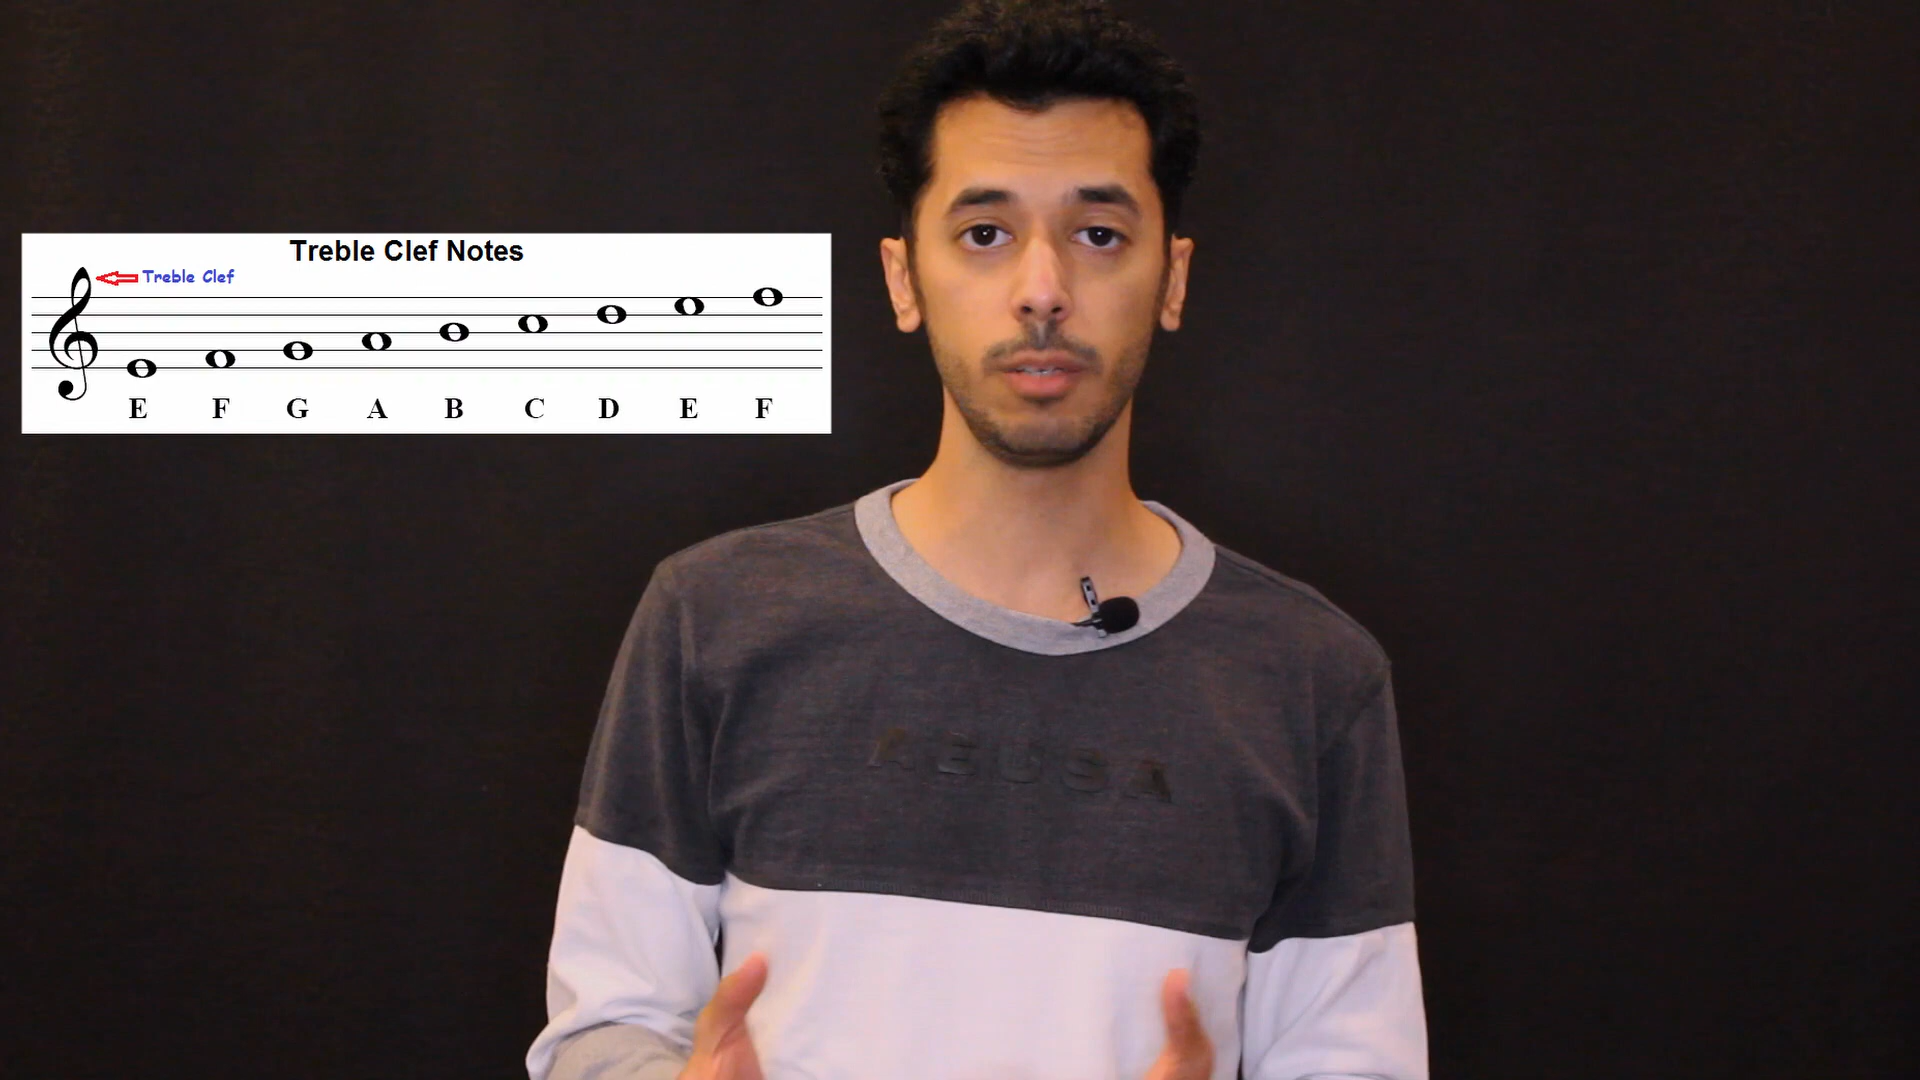 Treble Clef Notes
Treble Clef
E F G A B C D E F